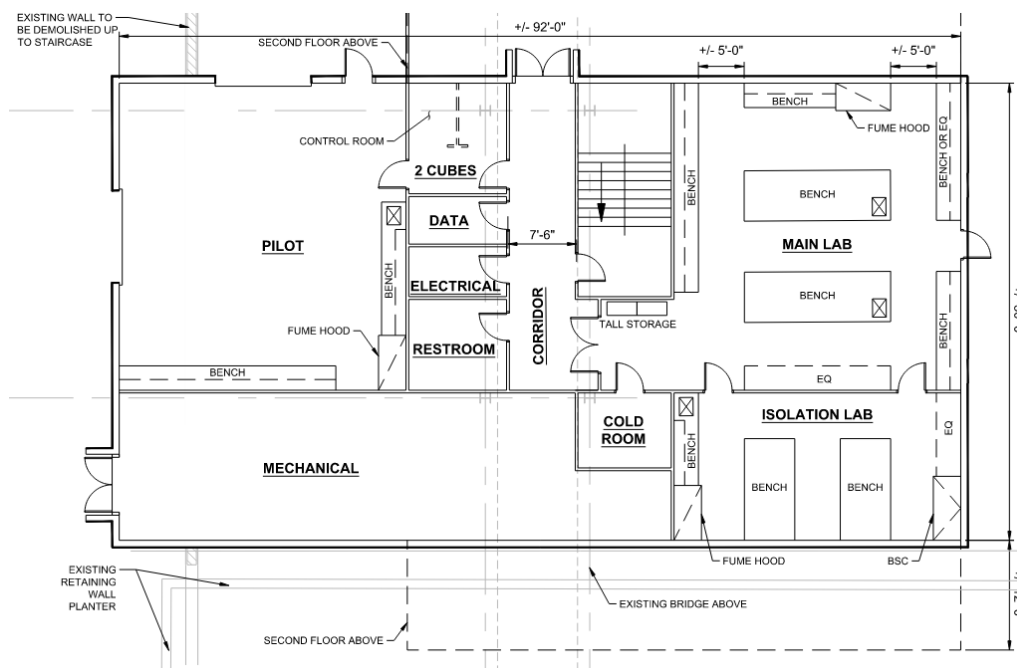 EXISTING WALL TO
BE DEMOLISHED UP
TO STAIRCASE
+/- 92'-0"
SECOND FLOOR ABOVE
+/- 5'-0"
+/- 5'-0"
BENCH
FUME HOOD
CONTROL ROOM
BENCH OR EQ
2 CUBES
BENCH
BENCH
DATA
7'-6"
PILOT
MAIN LAB
BENCH
ELECTRICAL
BENCH
TALL STORAGE
FUME HOOD
RESTROOM
CORRIDOR
BENCH
BENCH
EQ
COLD
ROOM
ISOLATION LAB
BENCH
EQ
MECHANICAL
BENCH
BENCH
FUME HOOD
BSC
EXISTING
RETAINING
WALL
PLANTER
EXISTING BRIDGE ABOVE
SECOND FLOOR ABOVE